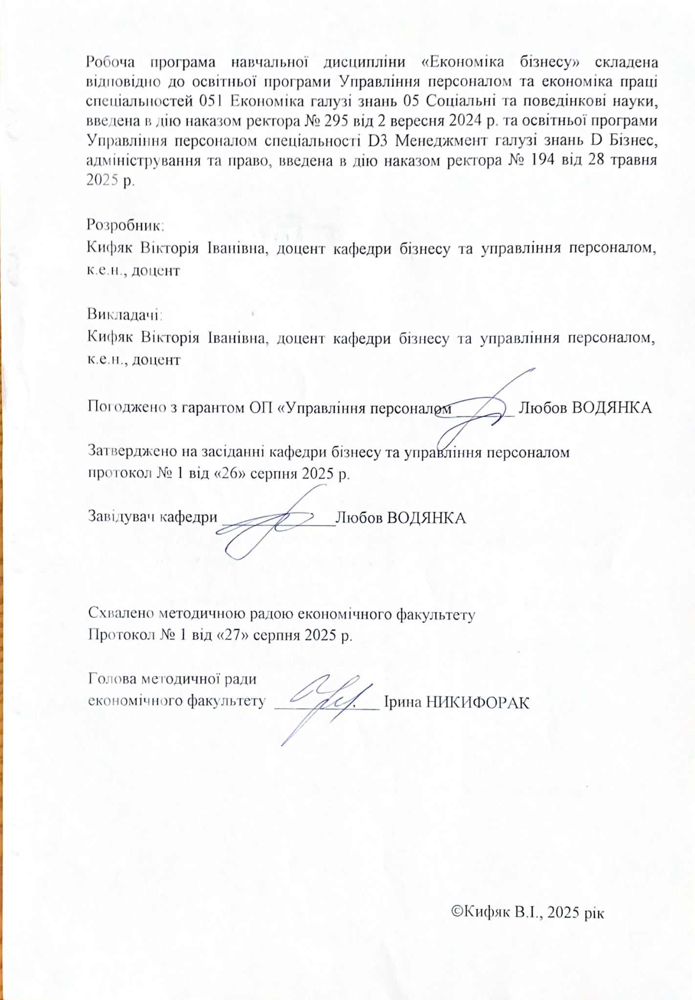 Робоча програма навчальної дисципліни «Економіка бізнесу» складена
відповідно до освітньої програми Управління персоналом та економіка праці
спеціальностей 051 Економіка галузі знань 05 Соціальні та поведінкові науки,
введена в дію наказом ректора № 295 від 2 вересня 2024 р. та освітньої програми
Управління персоналом спеціальності D3 Менеджмент галузі знань D Бізнес,
адміністрування та право, введена в дію наказом ректора № 194 від 28 травня
2025 р.
Розробник:
Кифяк Вікторія Іванівна, доцент кафедри бізнесу та управління персоналом,
к.е.н., доцент
Викладачі:
Кифяк Вікторія Іванівна, доцент кафедри бізнесу та управління персоналом,
к.е.н., доцент
Погоджено з гарантом ОП «Управління персоналом ________ Любов ВОДЯНКА
Затверджено на засіданні кафедри бізнесу та управління персоналом
протокол № 1 від «26» серпня 2025 р.
Завідувач кафедри ________________Любов ВОДЯНКА
Схвалено методичною радою економічного факультету
Протокол № 1 від «27» серпня 2025 р.
Голова методичної ради
економічного факультету _______________ Ірина НИКИФОРАК
©Кифяк В.І., 2025 рік